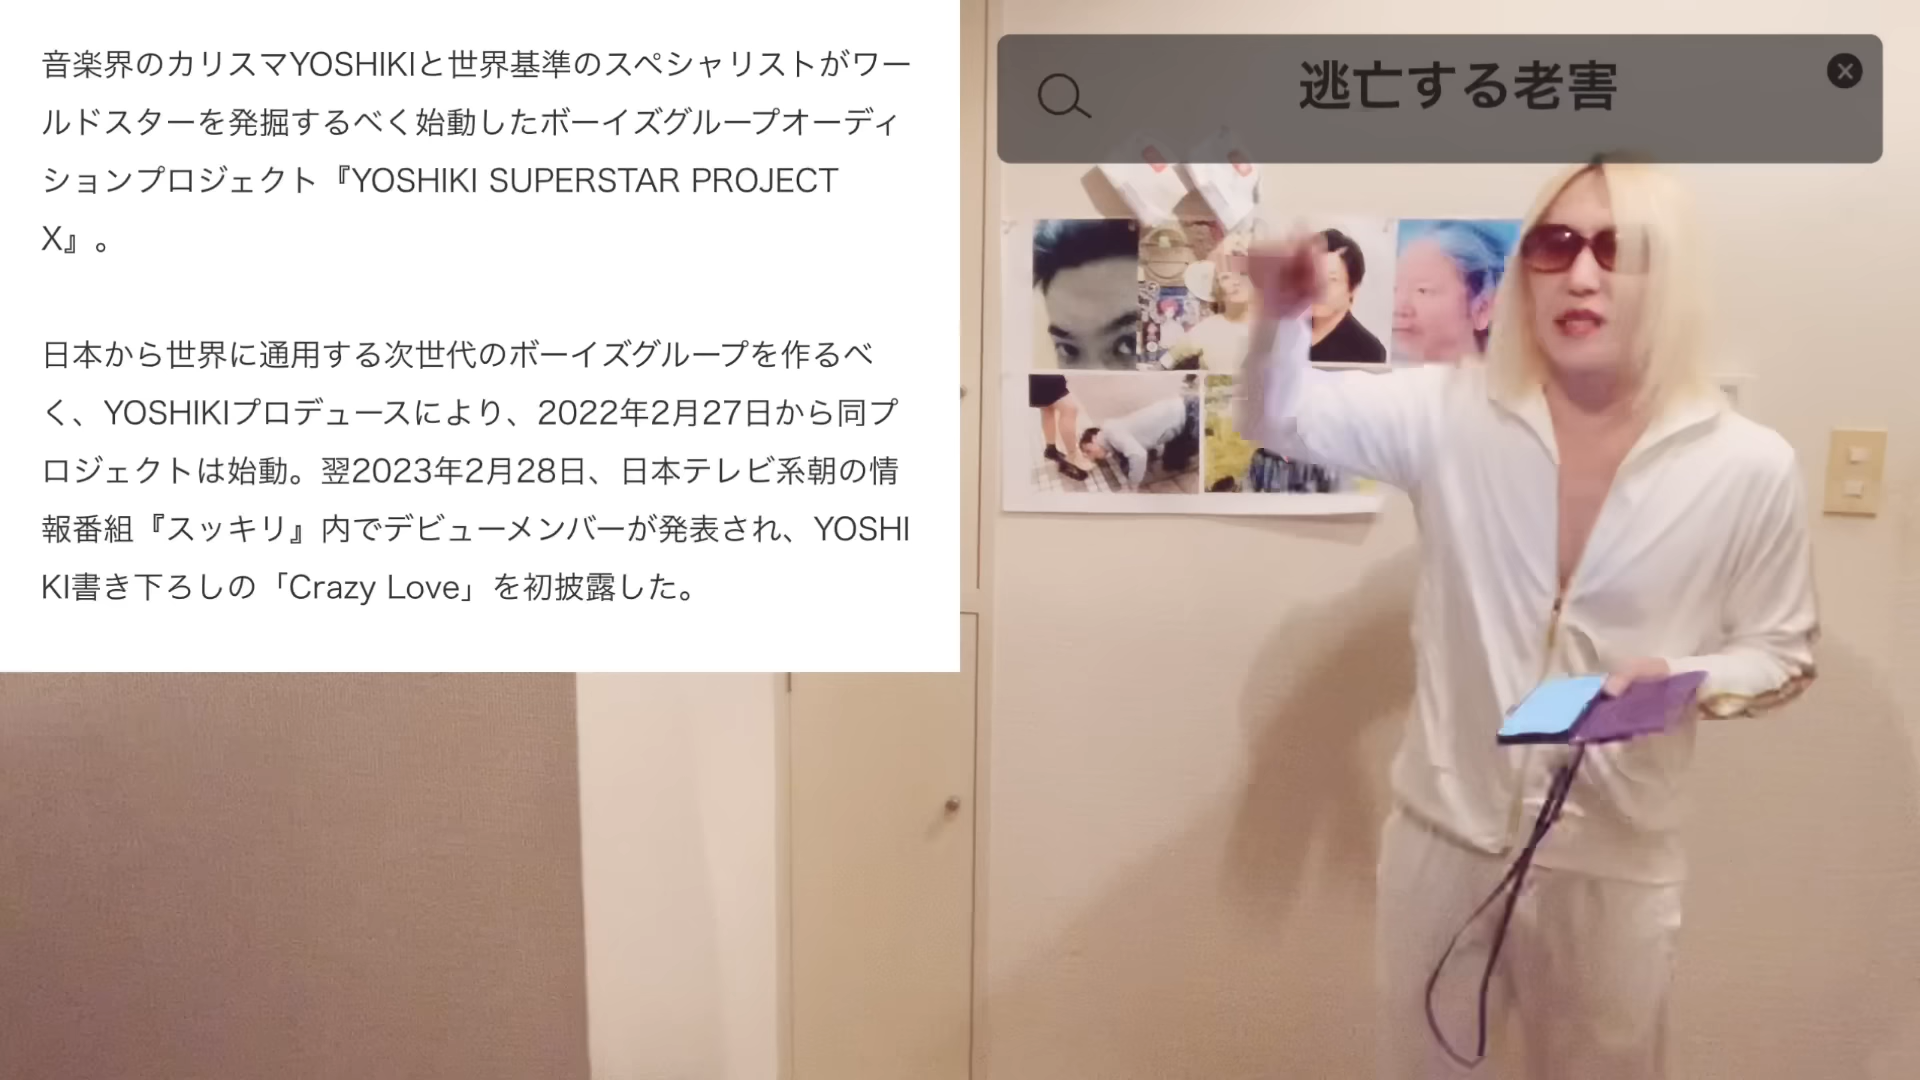 音楽界のカリスマYOSHIKIと世界基準のスペシャリストがワー
ルドスターを発掘するべく始動したボーイズグループオーディ
ションプロジェクト『YOSHIKI SUPERSTAR PROJECT
X』。
日本から世界に通用する次世代のボーイズグループを作るべ
く、YOSHIKIプロデュースにより、2022年2月27日から同プ
ロジェクトは始動。翌2023年2月28日、日本テレビ系朝の情
報番組『スッキリ』内でデビューメンバーが発表され、YOSHI
KI書き下ろしの「Crazy Love」を初披露した。
逃亡する老害